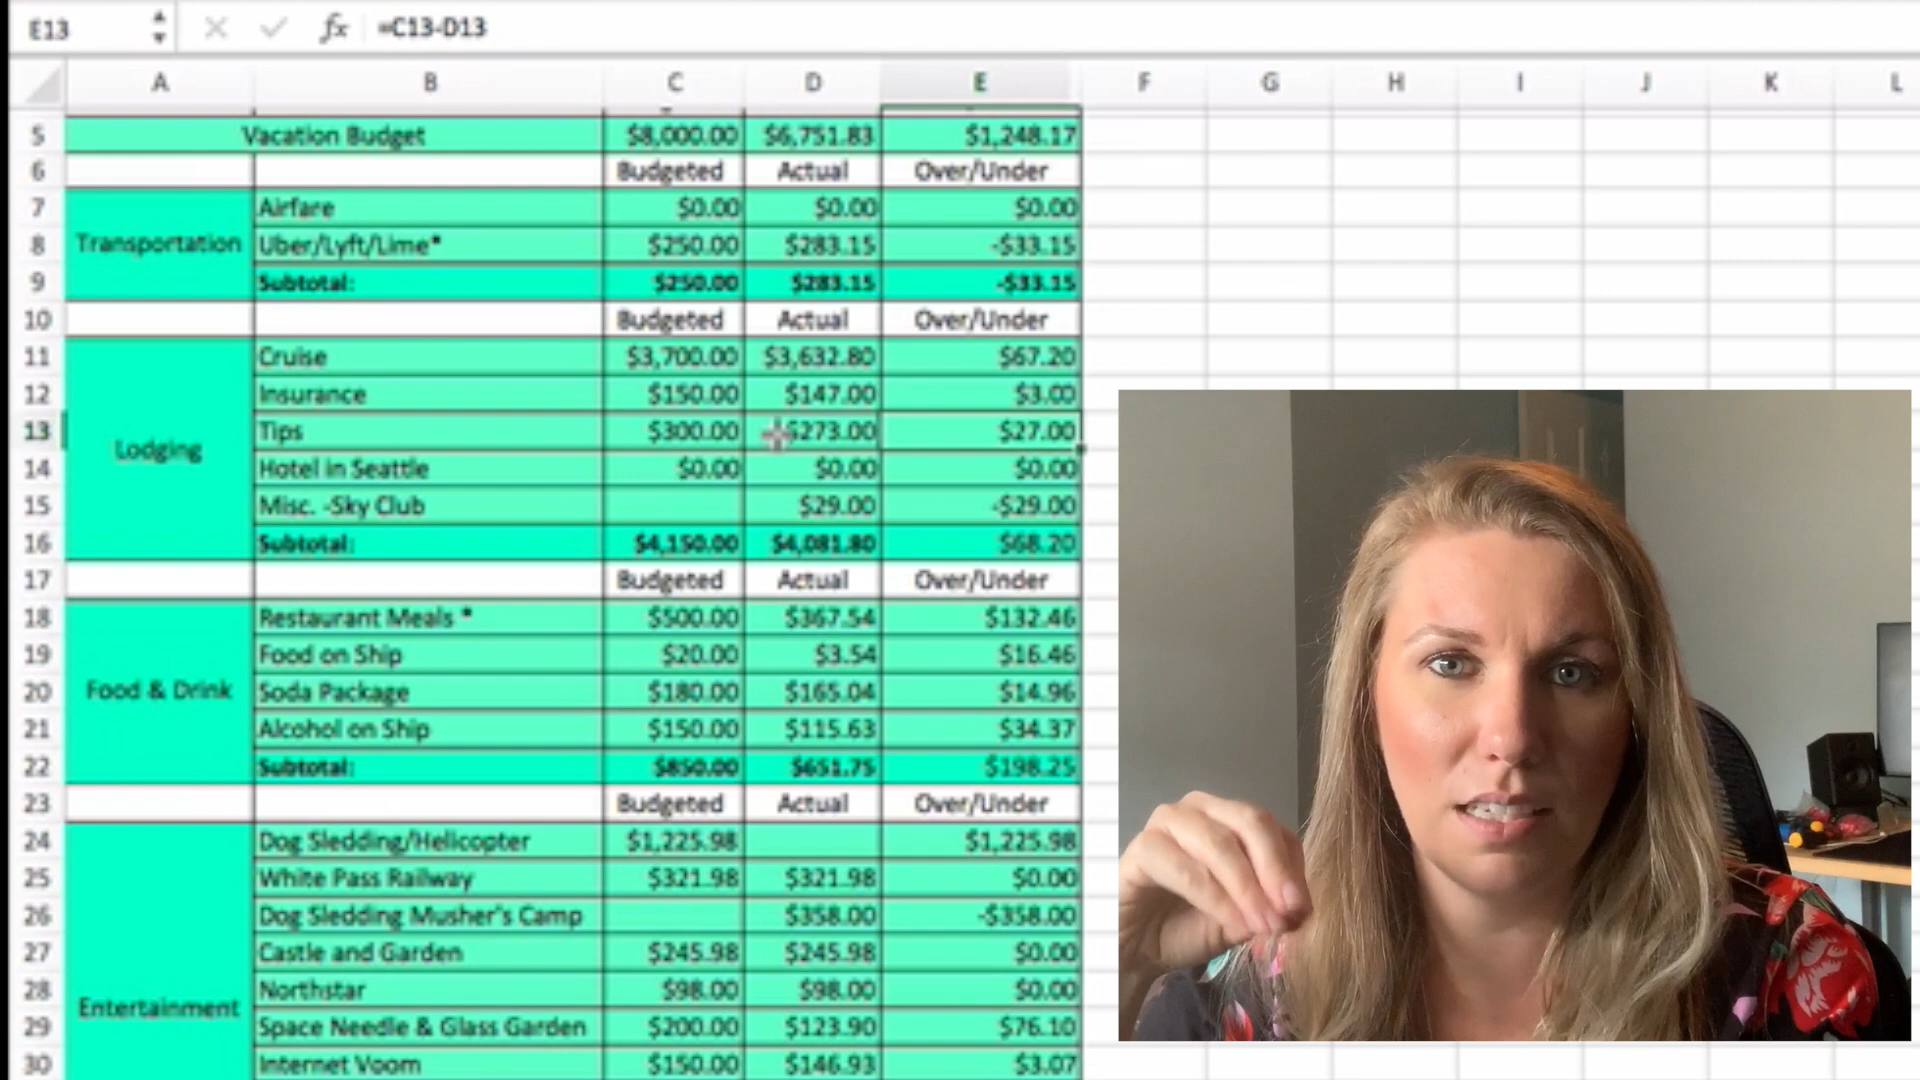 E13 fx =C13-D13
A B C D E F G H I J K L
5 Vacation Budget $8,000.00 $6,751.83 $1,248.17
6 Budgeted Actual Over/Under
7 Airfare $0.00 $0.00 $0.00
Transportation
8 Uber/Lyft/Lime* $250.00 $283.15 -$33.15
9 Subtotal: $250.00 $283.15 -$33.15
10 Budgeted Actual Over/Under
11 Cruise $3,700.00 $3,632.80 $67.20
12 Insurance $150.00 $147.00 $3.00
13 Tips $300.00 $273.00 $27.00
Lodging
14 Hotel in Seattle $0.00 $0.00 $0.00
15 Misc. -Sky Club $29.00 -$29.00
16 Subtotal: $4,150.00 $4,081.80 $68.20
17 Budgeted Actual Over/Under
18 Restaurant Meals * $500.00 $367.54 $132.46
19 Food on Ship $20.00 $3.54 $16.46
Food & Drink
20 Soda Package $180.00 $165.04 $14.96
21 Alcohol on Ship $150.00 $115.63 $34.37
22 Subtotal: $850.00 $651.75 $198.25
23 Budgeted Actual Over/Under
24 Dog Sledding/Helicopter $1,225.98 $1,225.98
25 White Pass Railway $321.98 $321.98 $0.00
26 Dog Sledding Musher's Camp $358.00 -$358.00
27 Castle and Garden $245.98 $245.98 $0.00
28 Northstar $98.00 $98.00 $0.00
Entertainment
29 Space Needle & Glass Garden $200.00 $123.90 $76.10
30 Internet Voom $150.00 $146.93 $3.07